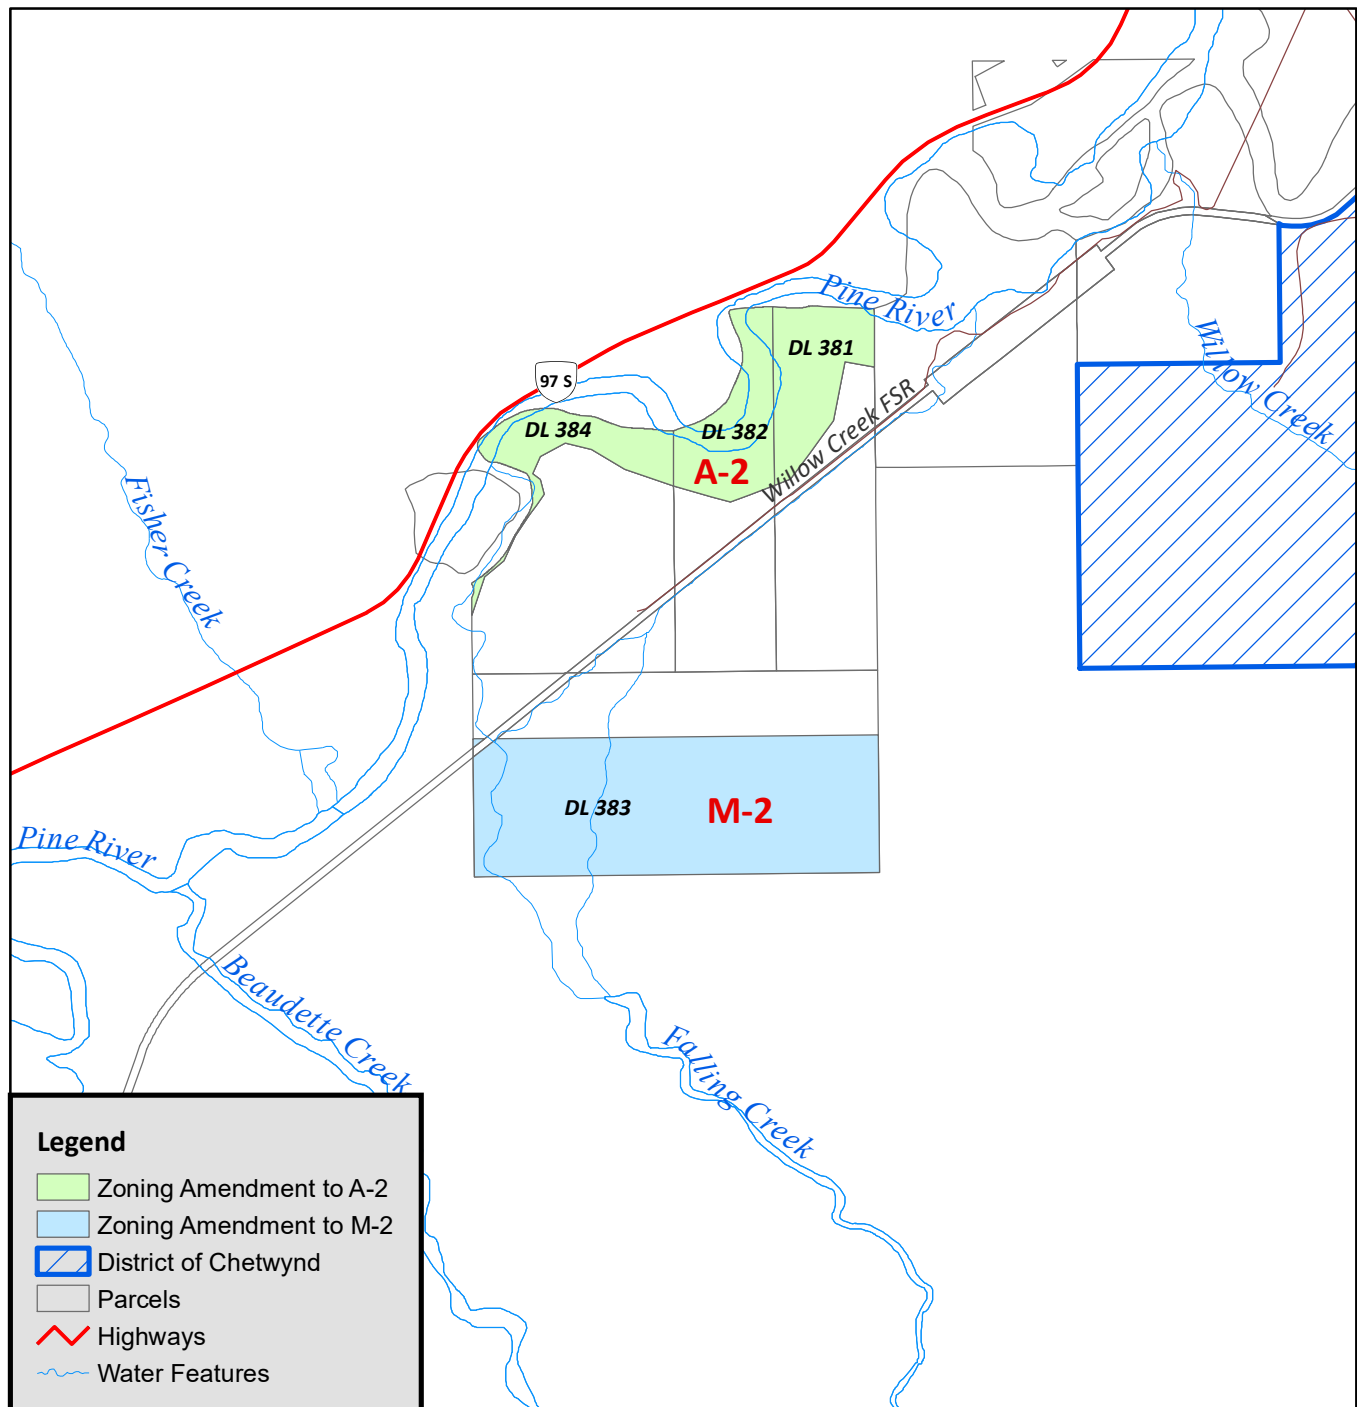 Pine River
DL 381
Willow Creek
97 S
Willow Creek FSR
DL 384
DL 382
A-2
Fisher Creek
DL 383
M-2
Pine River
Beaudette Creek
Falling Creek
Legend
Zoning Amendment to A-2
Zoning Amendment to M-2
District of Chetwynd
Parcels
Highways
Water Features